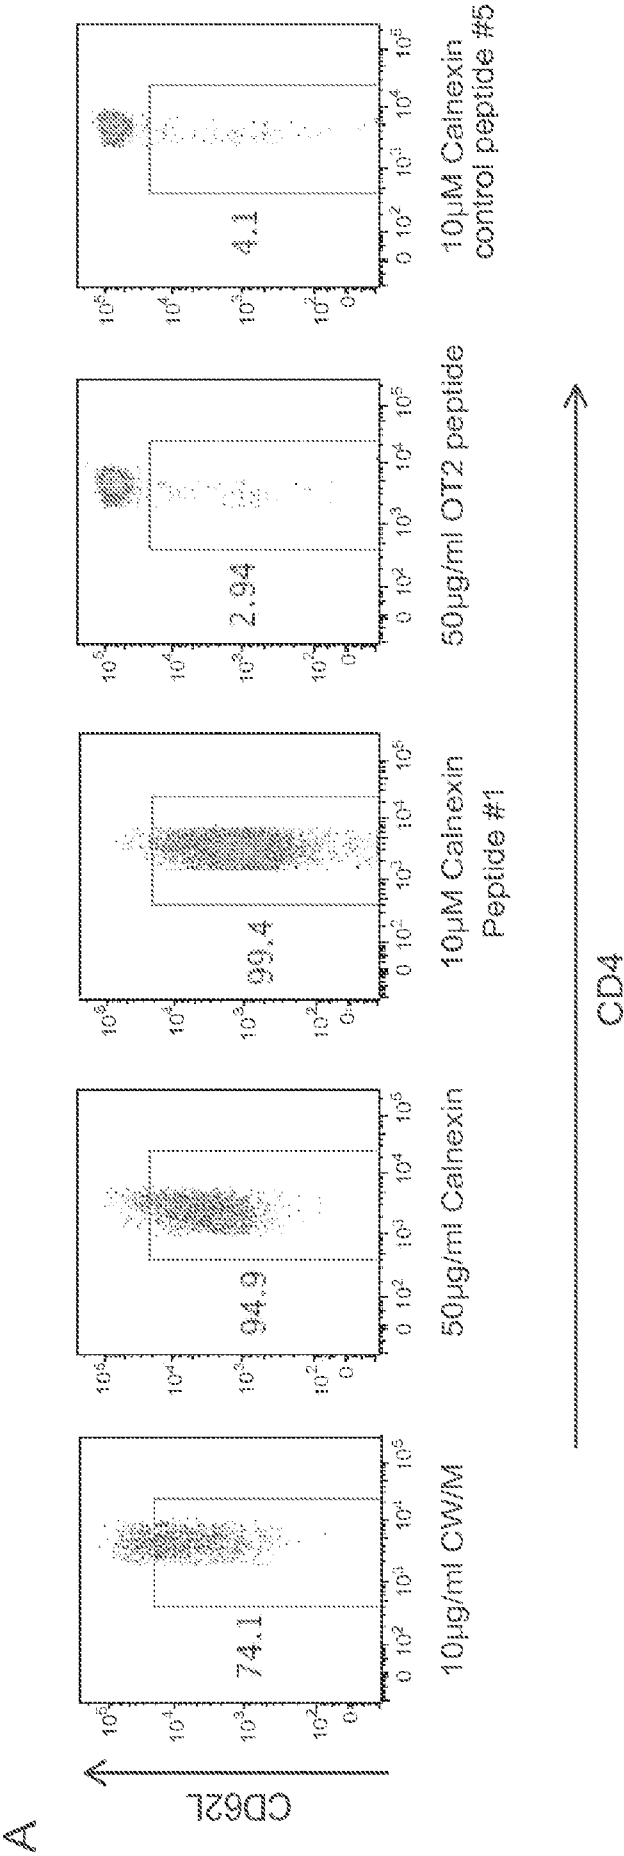 A
CD62L
10⁵
10⁴
10³
10²
0
74.1
0 10² 10³ 10⁴ 10⁵
10µg/ml CW/M
10⁵
10⁴
10³
10²
0
94.9
0 10² 10³ 10⁴ 10⁵
50µg/ml Calnexin
10⁵
10⁴
10³
10²
0
99.4
0 10² 10³ 10⁴ 10⁵
10µM Calnexin
Peptide #1
10⁵
10⁴
10³
10²
0
2.94
0 10² 10³ 10⁴ 10⁵
50µg/ml OT2 peptide
10⁵
10⁴
10³
10²
0
4.1
0 10² 10³ 10⁴ 10⁵
10µM Calnexin
control peptide #5
CD4